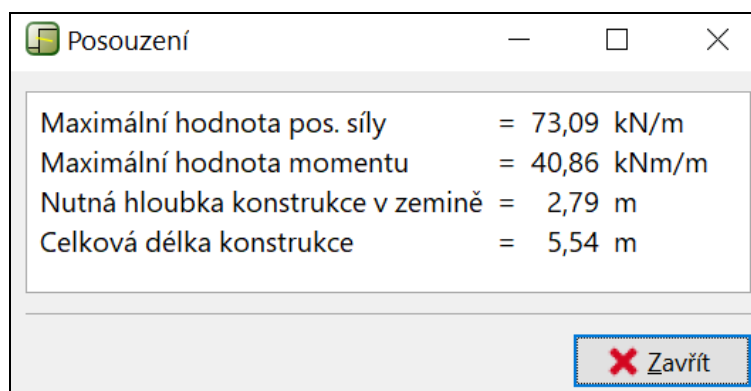 Posouzení
Maximální hodnota pos. síly = 73,09 kN/m
Maximální hodnota momentu = 40,86 kNm/m
Nutná hloubka konstrukce v zemině = 2,79 m
Celková délka konstrukce = 5,54 m
Zavřít